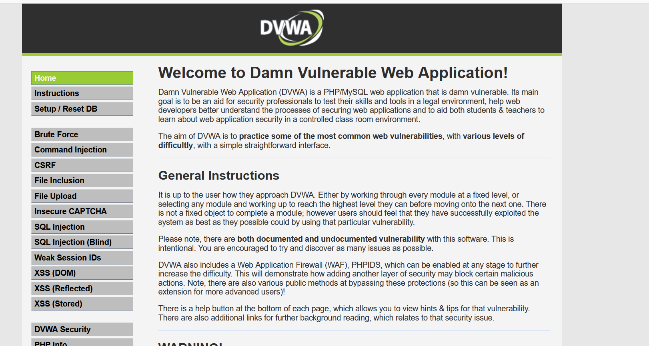 DVWA
Home
Instructions
Setup / Reset DB
Brute Force
Command Injection
CSRF
File Inclusion
File Upload
Insecure CAPTCHA
SQL Injection
SQL Injection (Blind)
Weak Session IDs
XSS (DOM)
XSS (Reflected)
XSS (Stored)
DVWA Security
PHP Info
Welcome to Damn Vulnerable Web Application!
Damn Vulnerable Web Application (DVWA) is a PHP/MySQL web application that is damn vulnerable. Its main
goal is to be an aid for security professionals to test their skills and tools in a legal environment, help web
developers better understand the processes of securing web applications and to aid both students & teachers to
learn about web application security in a controlled class room environment.
The aim of DVWA is to practice some of the most common web vulnerabilities, with various levels of
difficultly, with a simple straightforward interface.
General Instructions
It is up to the user how they approach DVWA. Either by working through every module at a fixed level, or
selecting any module and working up to reach the highest level they can before moving onto the next one. There
is not a fixed object to complete a module; however users should feel that they have successfully exploited the
system as best as they possible could by using that particular vulnerability.
Please note, there are both documented and undocumented vulnerability with this software. This is
intentional. You are encouraged to try and discover as many issues as possible.
DVWA also includes a Web Application Firewall (WAF), PHPIDS, which can be enabled at any stage to further
increase the difficulty. This will demonstrate how adding another layer of security may block certain malicious
actions. Note, there are also various public methods at bypassing these protections (so this can be seen as an
extension for more advanced users)!
There is a help button at the bottom of each page, which allows you to view hints & tips for that vulnerability.
There are also additional links for further background reading, which relates to that security issue.
WARNING!